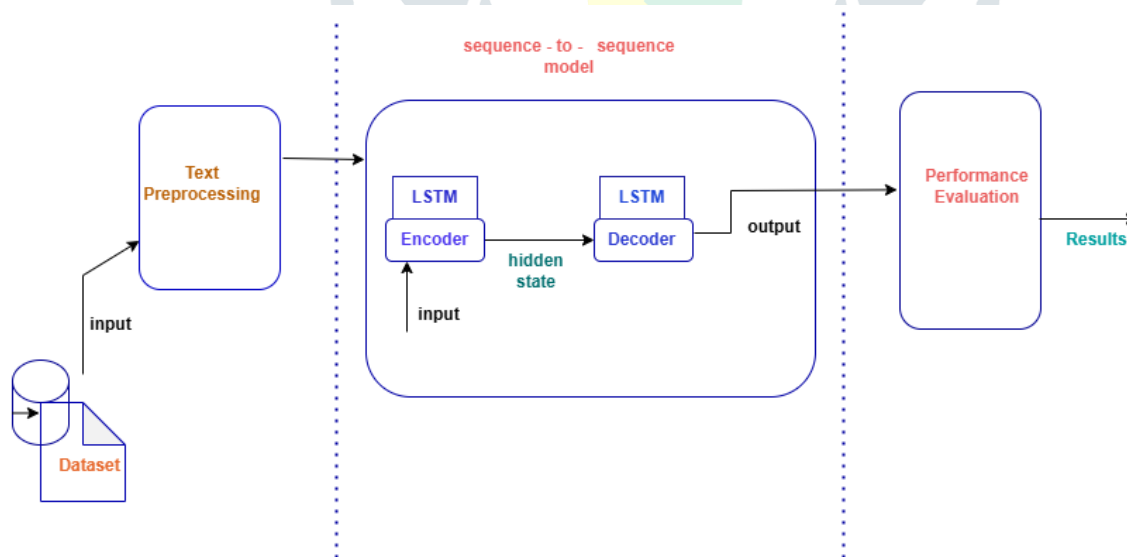 sequence - to - sequence
model
Text
Preprocessing
LSTM
Encoder
hidden
state
LSTM
Decoder
input
output
Performance
Evaluation
Results
input
Dataset